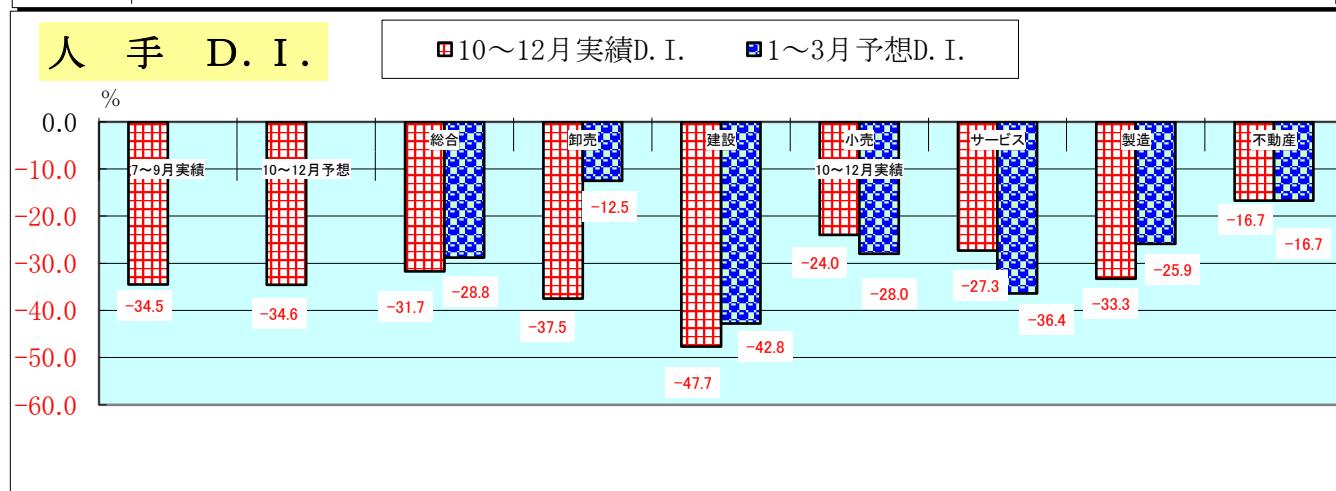 人 手 D.I.
10～12月実績D.I.
1～3月予想D.I.
%
0.0
-10.0
-20.0
-30.0
-40.0
-50.0
-60.0
総合
卸売
建設
小売
サービス
製造
不動産
7～9月実績
10～12月予想
10～12月実績
-34.5
-34.6
-31.7
-28.8
-37.5
-12.5
-47.7
-42.8
-24.0
-28.0
-27.3
-36.4
-33.3
-25.9
-16.7
-16.7